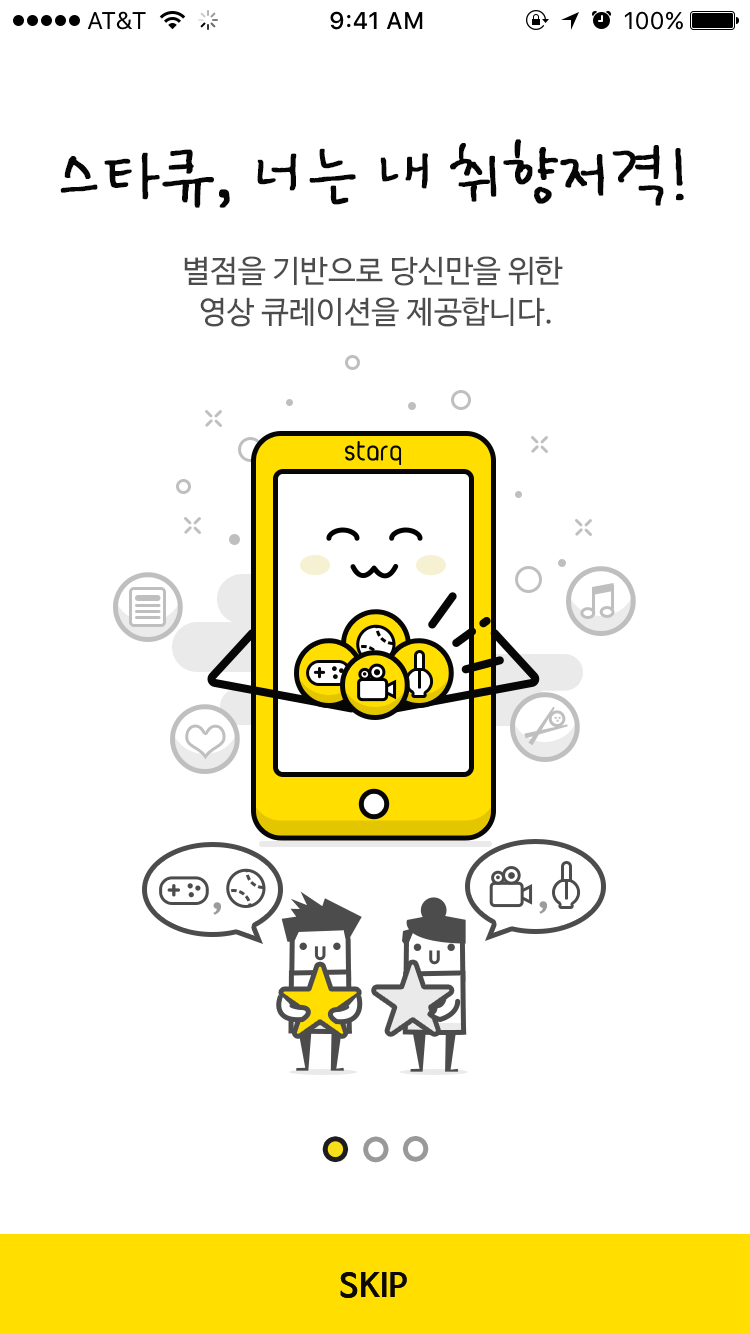 AT&T 9:41 AM 100%
스타큐, 너는 내 취향저격!
별점을 기반으로 당신만을 위한
영상 큐레이션을 제공합니다.
starq
, ,
SKIP